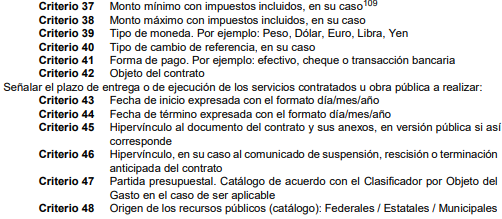 Criterio 37 Monto mínimo con impuestos incluidos, en su caso109
Criterio 38 Monto máximo con impuestos incluidos, en su caso
Criterio 39 Tipo de moneda. Por ejemplo: Peso, Dólar, Euro, Libra, Yen
Criterio 40 Tipo de cambio de referencia, en su caso
Criterio 41 Forma de pago. Por ejemplo: efectivo, cheque o transacción bancaria
Criterio 42 Objeto del contrato
Señalar el plazo de entrega o de ejecución de los servicios contratados u obra pública a realizar:
Criterio 43 Fecha de inicio expresada con el formato día/mes/año
Criterio 44 Fecha de término expresada con el formato día/mes/año
Criterio 45 Hipervínculo al documento del contrato y sus anexos, en versión pública si así
corresponde
Criterio 46 Hipervínculo, en su caso al comunicado de suspensión, rescisión o terminación
anticipada del contrato
Criterio 47 Partida presupuestal. Catálogo de acuerdo con el Clasificador por Objeto del
Gasto en el caso de ser aplicable
Criterio 48 Origen de los recursos públicos (catálogo): Federales / Estatales / Municipales